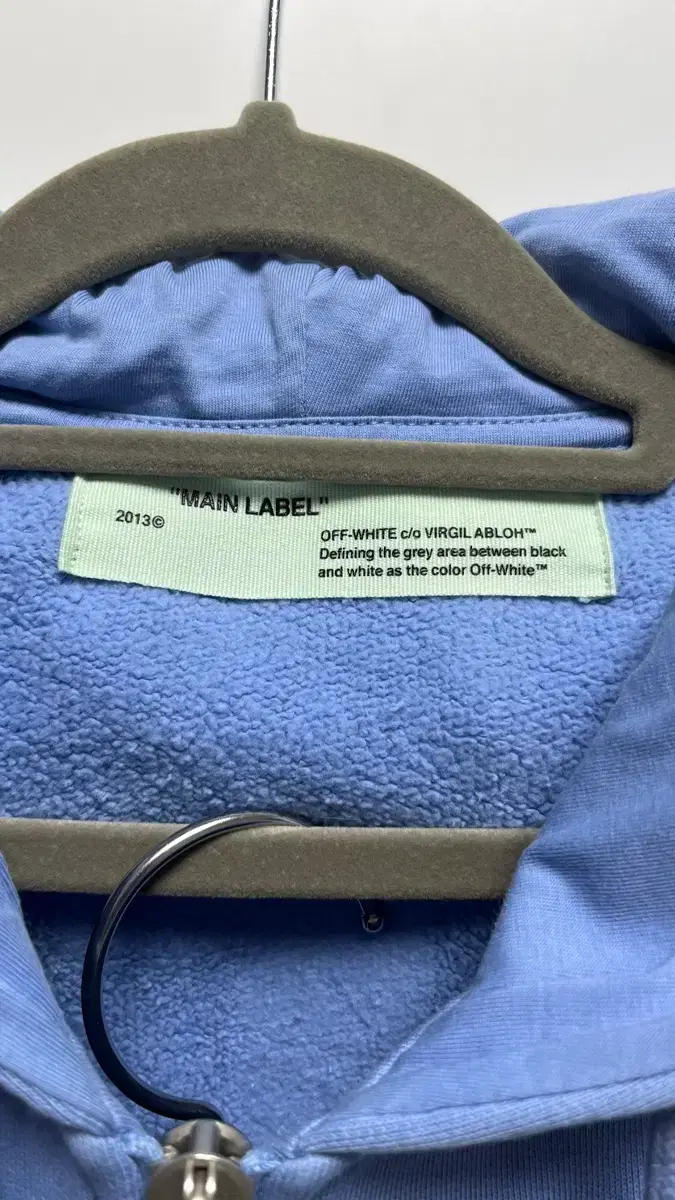 "MAIN LABEL"
2013©
OFF-WHITE c/o VIRGIL ABLOH™
Defining the grey area between black
and white as the color Off-White™